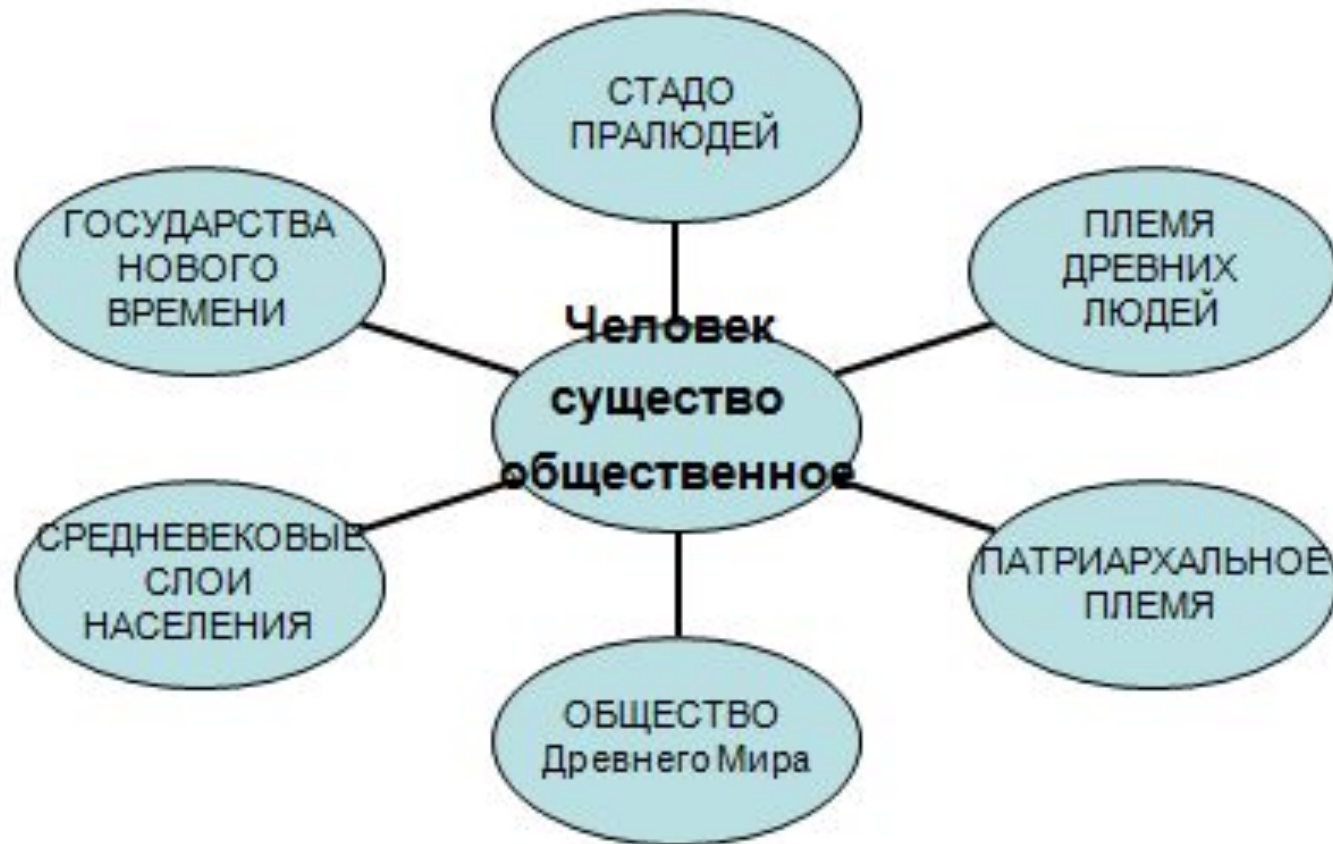 СТАДО
ПРАЛЮДЕЙ
ГОСУДАРСТВА
НОВОГО
ВРЕМЕНИ
ПЛЕМЯ
ДРЕВНИХ
ЛЮДЕЙ
Человек
существо
общественное
СРЕДНЕВЕКОВЫЕ
СЛОИ
НАСЕЛЕНИЯ
ПАТРИАРХАЛЬНОЕ
ПЛЕМЯ
ОБЩЕСТВО
Древнего Мира